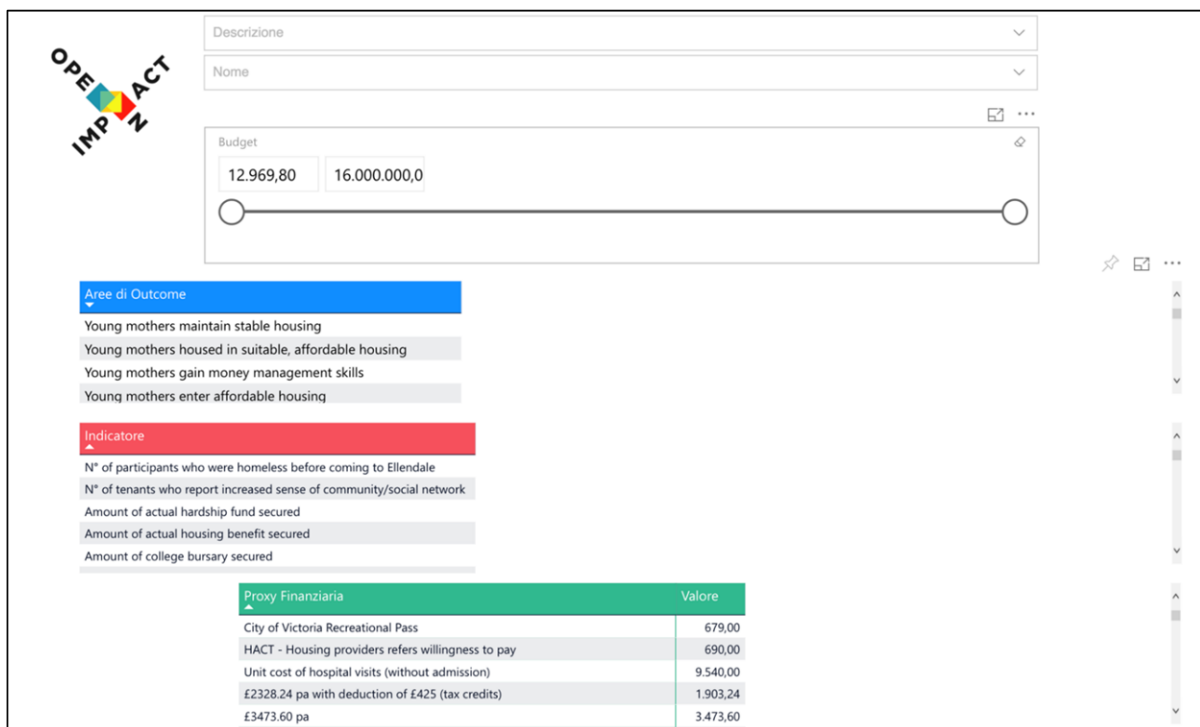 OPEN
IMPACT
Descrizione
Nome
Budget
12.969,80 16.000.000,0
Aree di Outcome
Young mothers maintain stable housing
Young mothers housed in suitable, affordable housing
Young mothers gain money management skills
Young mothers enter affordable housing
Indicatore
N° of participants who were homeless before coming to Ellendale
N° of tenants who report increased sense of community/social network
Amount of actual hardship fund secured
Amount of actual housing benefit secured
Amount of college bursary secured
Proxy Finanziaria Valore
City of Victoria Recreational Pass 679,00
HACT - Housing providers refers willingness to pay 690,00
Unit cost of hospital visits (without admission) 9.540,00
£2328.24 pa with deduction of £425 (tax credits) 1.903,24
£3473.60 pa 3.473,60